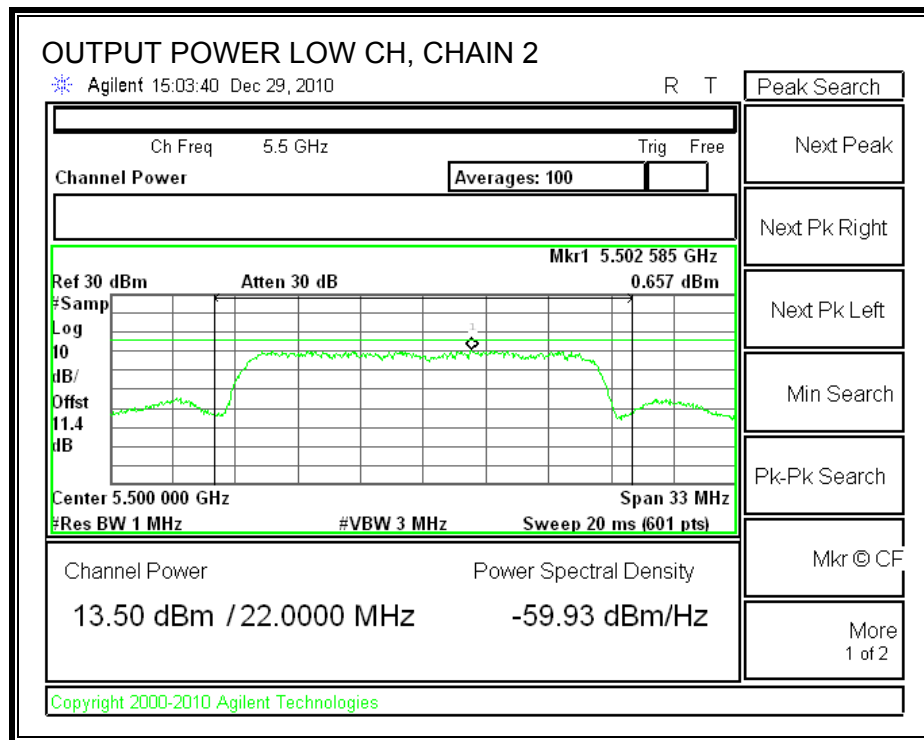 OUTPUT POWER LOW CH, CHAIN 2
Agilent 15:03:40 Dec 29, 2010 R T
Peak Search
Ch Freq 5.5 GHz Trig Free
Channel Power Averages: 100
Mkr1 5.502 585 GHz
Ref 30 dBm Atten 30 dB 0.657 dBm
#Samp
Log
10
dB/
Offst
11.4
dB
1
Center 5.500 000 GHz Span 33 MHz
#Res BW 1 MHz #VBW 3 MHz Sweep 20 ms (601 pts)
Channel Power Power Spectral Density
13.50 dBm / 22.0000 MHz -59.93 dBm/Hz
Next Peak
Next Pk Right
Next Pk Left
Min Search
Pk-Pk Search
Mkr © CF
More
1 of 2
Copyright 2000-2010 Agilent Technologies